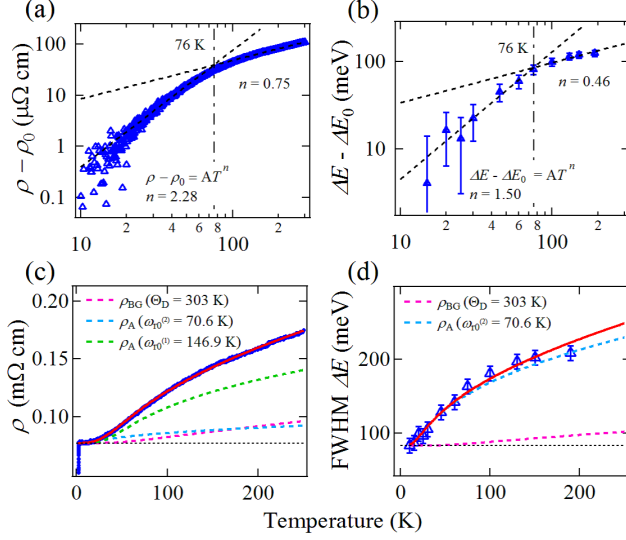 (a)
76 K
100
10
1
0.1
ρ − ρ0 (μΩ cm)
n = 0.75
ρ − ρ0 = ATⁿ
n = 2.28
10
2
4
6
8
100
2
(b)
76 K
100
10
ΔE - ΔE0 (meV)
n = 0.46
ΔE - ΔE0 = ATⁿ
n = 1.50
10
2
4
6
8
100
2
(c)
0.20
0.15
0.10
ρ (mΩ cm)
ρBG (ΘD = 303 K)
ρA (ωr0(2) = 70.6 K)
ρA (ωr0(1) = 146.9 K)
0
100
200
(d)
200
100
0
FWHM ΔE (meV)
ρBG (ΘD = 303 K)
ρA (ωr0(2) = 70.6 K)
0
100
200
Temperature (K)